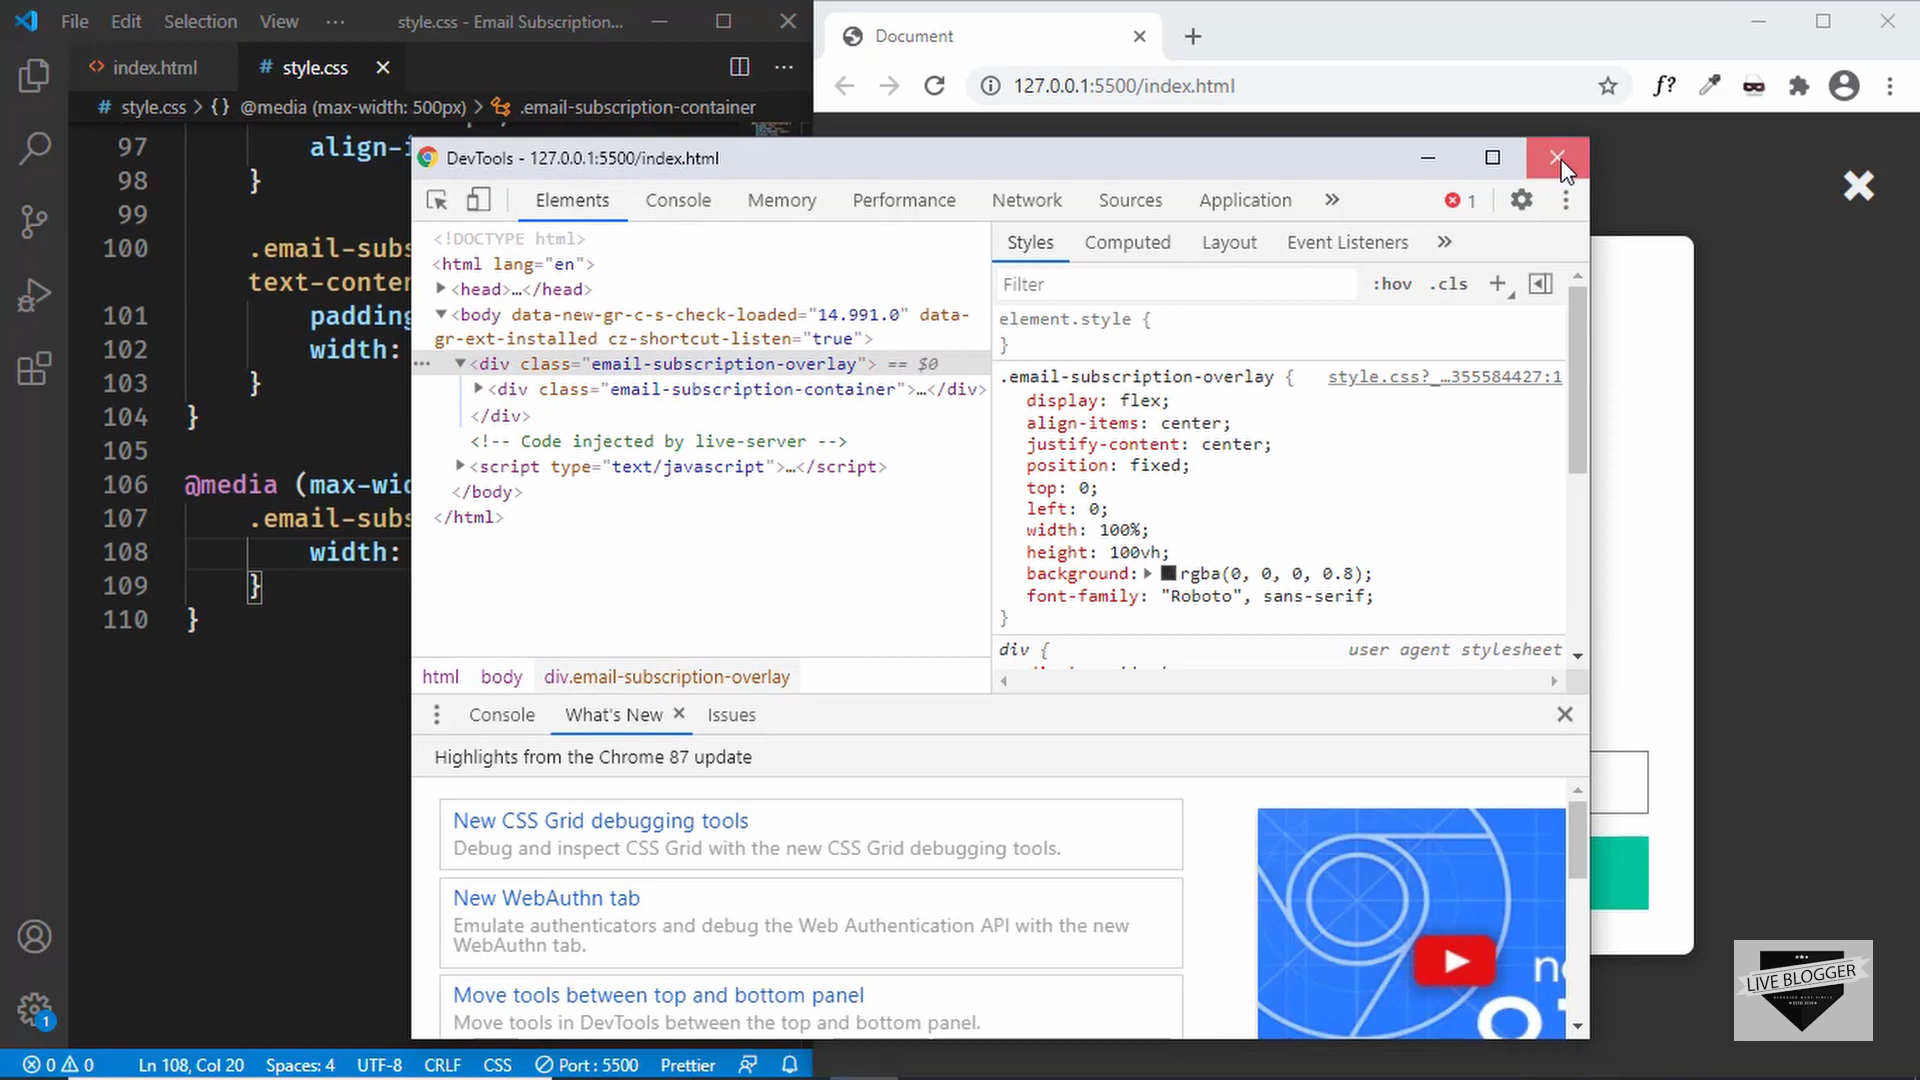 File Edit Selection View ··· style.css - Email Subscription...
index.html # style.css
# style.css > {} @media (max-width: 500px) > .email-subscription-container
97 align-i
98 }
99
100 .email-subs
text-conten
101 padding
102 width:
103 }
104 }
105
106 @media (max-wid
107 .email-subs
108 width:
109 }
110 }
Document
127.0.0.1:5500/index.html
f?
DevTools - 127.0.0.1:5500/index.html
Elements Console Memory Performance Network Sources Application » 1
<!DOCTYPE html>
<html lang="en">
<head>…</head>
<body data-new-gr-c-s-check-loaded="14.991.0" data-
gr-ext-installed cz-shortcut-listen="true">
<div class="email-subscription-overlay"> == $0
<div class="email-subscription-container">…</div>
</div>
<!-- Code injected by live-server -->
<script type="text/javascript">…</script>
</body>
</html>
html body div.email-subscription-overlay
Styles Computed Layout Event Listeners »
Filter :hov .cls +
element.style {
}
.email-subscription-overlay { style.css?_…355584427:1
display: flex;
align-items: center;
justify-content: center;
position: fixed;
top: 0;
left: 0;
width: 100%;
height: 100vh;
background: rgba(0, 0, 0, 0.8);
font-family: "Roboto", sans-serif;
}
div { user agent stylesheet
Console What's New Issues
Highlights from the Chrome 87 update
New CSS Grid debugging tools
Debug and inspect CSS Grid with the new CSS Grid debugging tools.
New WebAuthn tab
Emulate authenticators and debug the Web Authentication API with the new
WebAuthn tab.
Move tools between top and bottom panel
Move tools in DevTools between the top and bottom panel.
LIVE BLOGGER
1
0 0 Ln 108, Col 20 Spaces: 4 UTF-8 CRLF CSS Port : 5500 Prettier